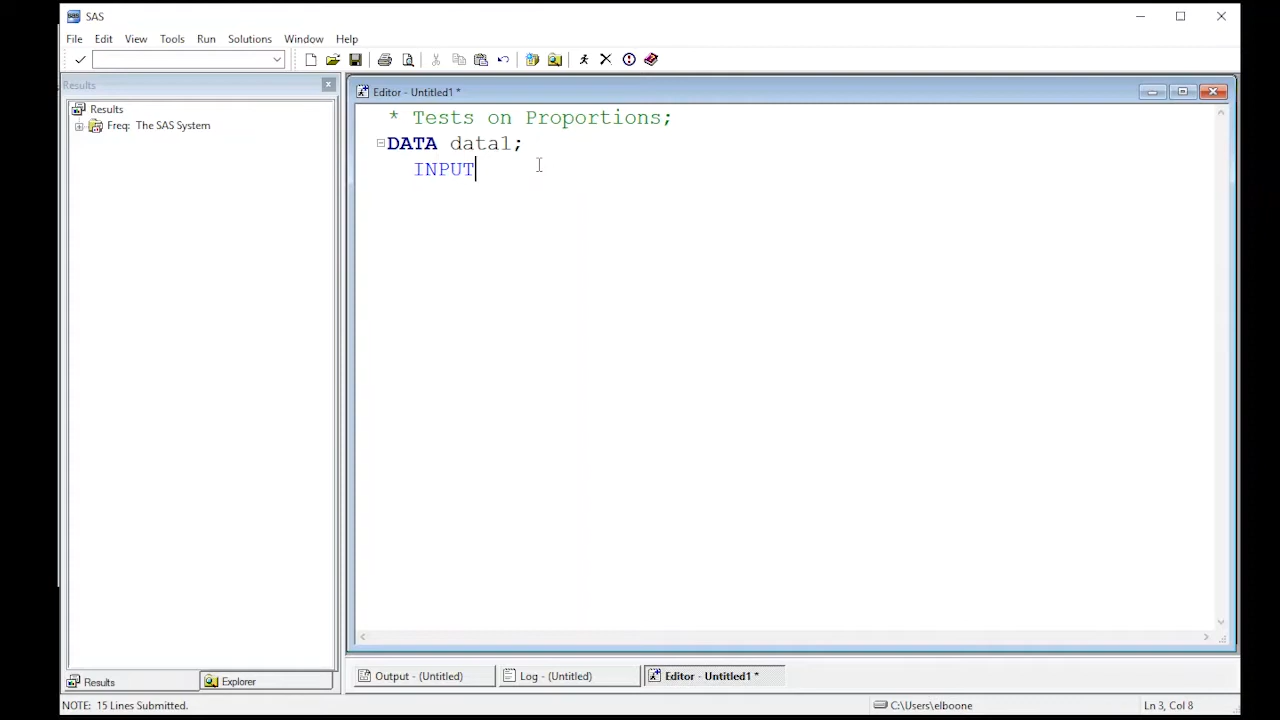 SAS
File Edit View Tools Run Solutions Window Help
Results
Results
Freq: The SAS System
Editor - Untitled1 *
* Tests on Proportions;
DATA data1;
INPUT
Results
Explorer
Output - (Untitled)
Log - (Untitled)
Editor - Untitled1 *
NOTE: 15 Lines Submitted.
C:\Users\elboone
Ln 3, Col 8